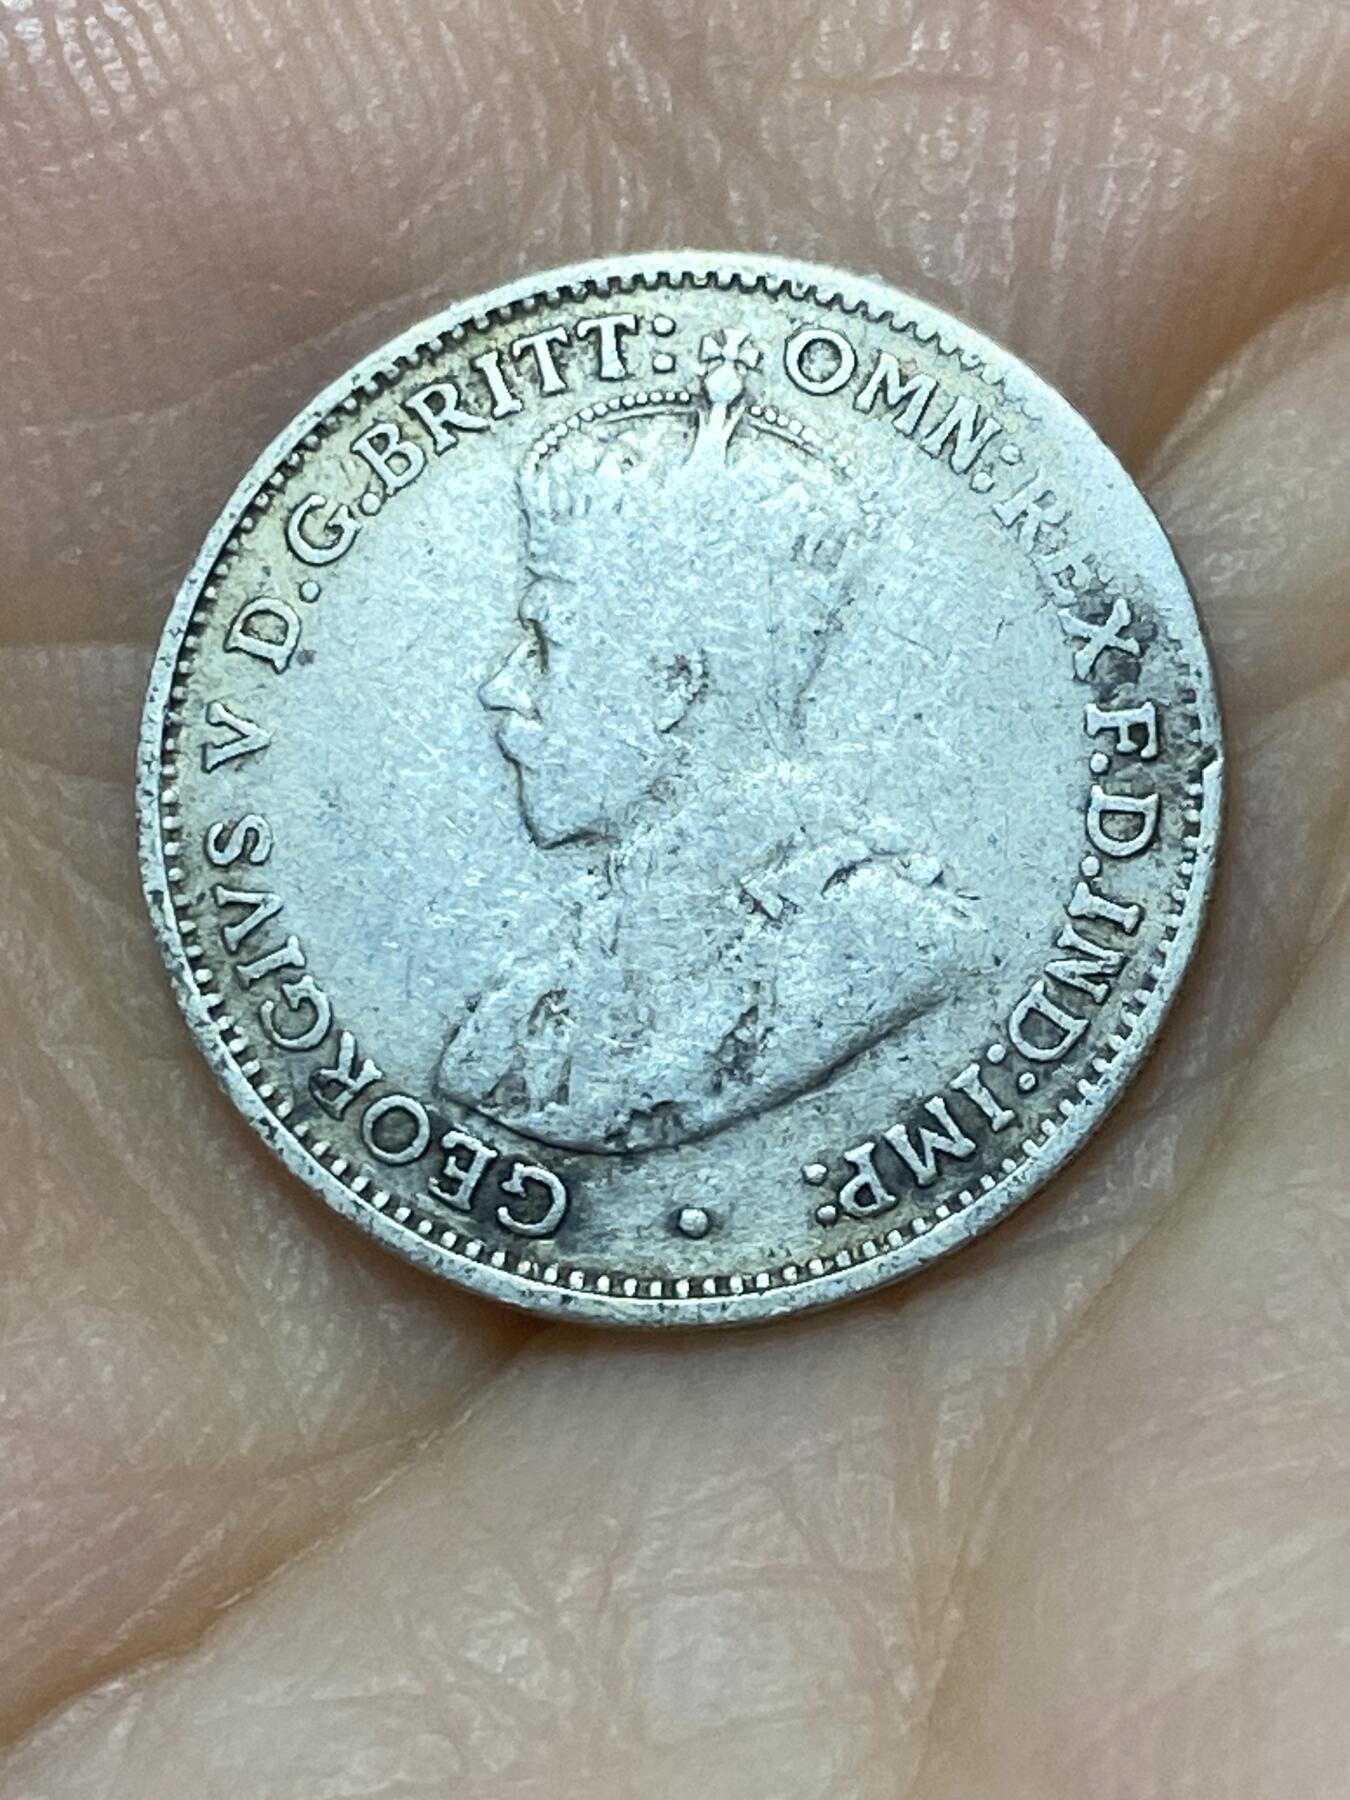 GEORGIVS V D.G.BRITT: OMN: REX F.D.IND:IMP: